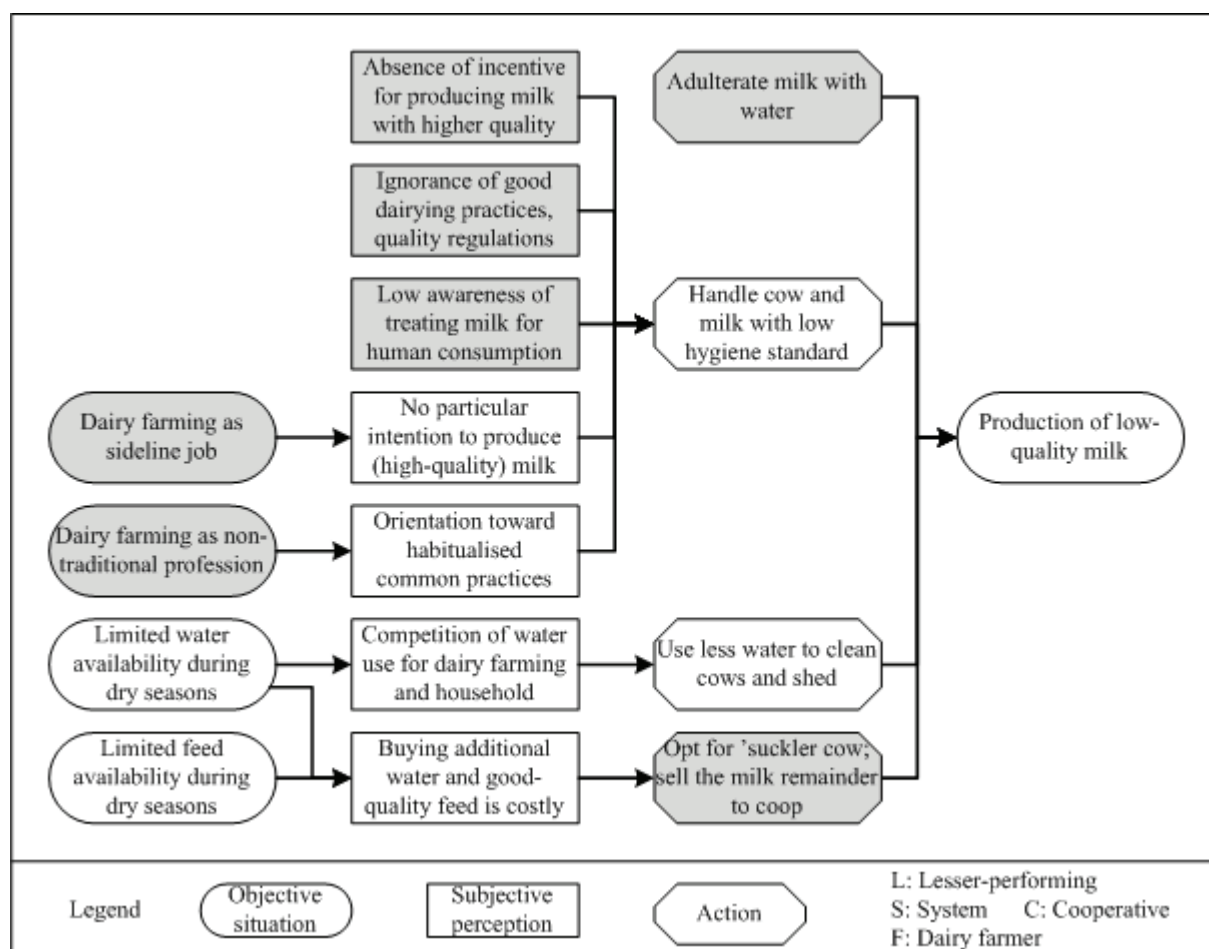 Absence of incentive
for producing milk
with higher quality
Adulterate milk with
water
Ignorance of good
dairying practices,
quality regulations
Low awareness of
treating milk for
human consumption
Handle cow and
milk with low
hygiene standard
Dairy farming as
sideline job
No particular
intention to produce
(high-quality) milk
Production of low-
quality milk
Dairy farming as non-
traditional profession
Orientation toward
habitualised
common practices
Limited water
availability during
dry seasons
Competition of water
use for dairy farming
and household
Use less water to clean
cows and shed
Limited feed
availability during
dry seasons
Buying additional
water and good-
quality feed is costly
Opt for 'suckler cow;
sell the milk remainder
to coop
Legend
Objective
situation
Subjective
perception
Action
L: Lesser-performing
S: System C: Cooperative
F: Dairy farmer